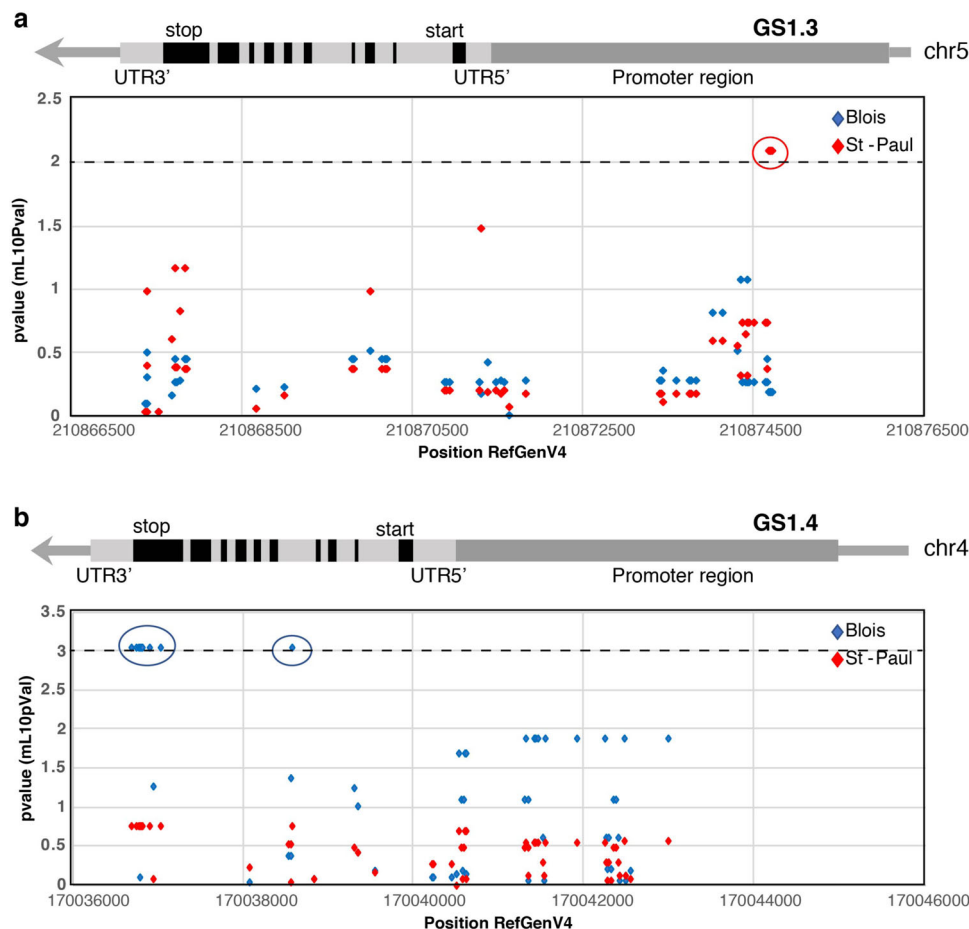 a
stop start GS1.3
chr5
UTR3’ UTR5’ Promoter region
2.5
Blois
St -Paul
2
1.5
1
0.5
0
pvalue (mL10Pval)
210866500 210868500 210870500 210872500 210874500 210876500
Position RefGenV4
b
stop start GS1.4
chr4
UTR3’ UTR5’ Promoter region
3.5
Blois
3
St -Paul
2.5
2
1.5
1
0.5
0
pvalue (mL10pVal)
170036000 170038000 170040000 170042000 170044000 170046000
Position RefGenV4